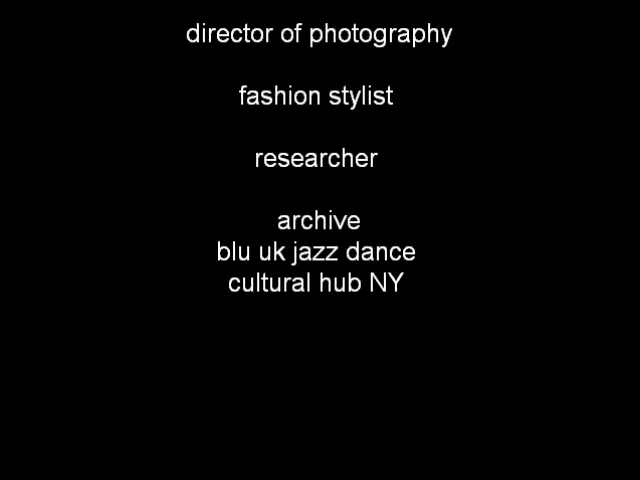 director of photography
fashion stylist
researcher
archive
blu uk jazz dance
cultural hub NY